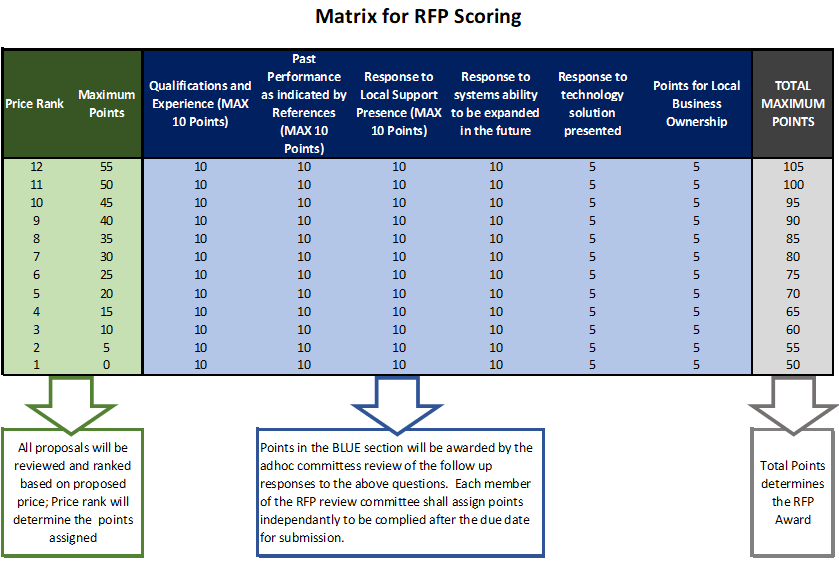 Matrix for RFP Scoring
Price Rank
Maximum
Points
Qualifications and
Experience (MAX
10 Points)
Past
Performance
as indicated by
References
(MAX 10
Points)
Response to
Local Support
Presence (MAX
10 Points)
Response to
systems ability
to be expanded
in the future
Response to
technology
solution
presented
Points for Local
Business
Ownership
TOTAL
MAXIMUM
POINTS
12 55 10 10 10 10 5 5 105
11 50 10 10 10 10 5 5 100
10 45 10 10 10 10 5 5 95
9 40 10 10 10 10 5 5 90
8 35 10 10 10 10 5 5 85
7 30 10 10 10 10 5 5 80
6 25 10 10 10 10 5 5 75
5 20 10 10 10 10 5 5 70
4 15 10 10 10 10 5 5 65
3 10 10 10 10 10 5 5 60
2 5 10 10 10 10 5 5 55
1 0 10 10 10 10 5 5 50
All proposals will be
reviewed and ranked
based on proposed
price; Price rank will
determine the points
assigned
Points in the BLUE section will be awarded by the
adhoc committess review of the follow up
responses to the above questions. Each member
of the RFP review committee shall assign points
independantly to be complied after the due date
for submission.
Total Points
determines
the RFP
Award